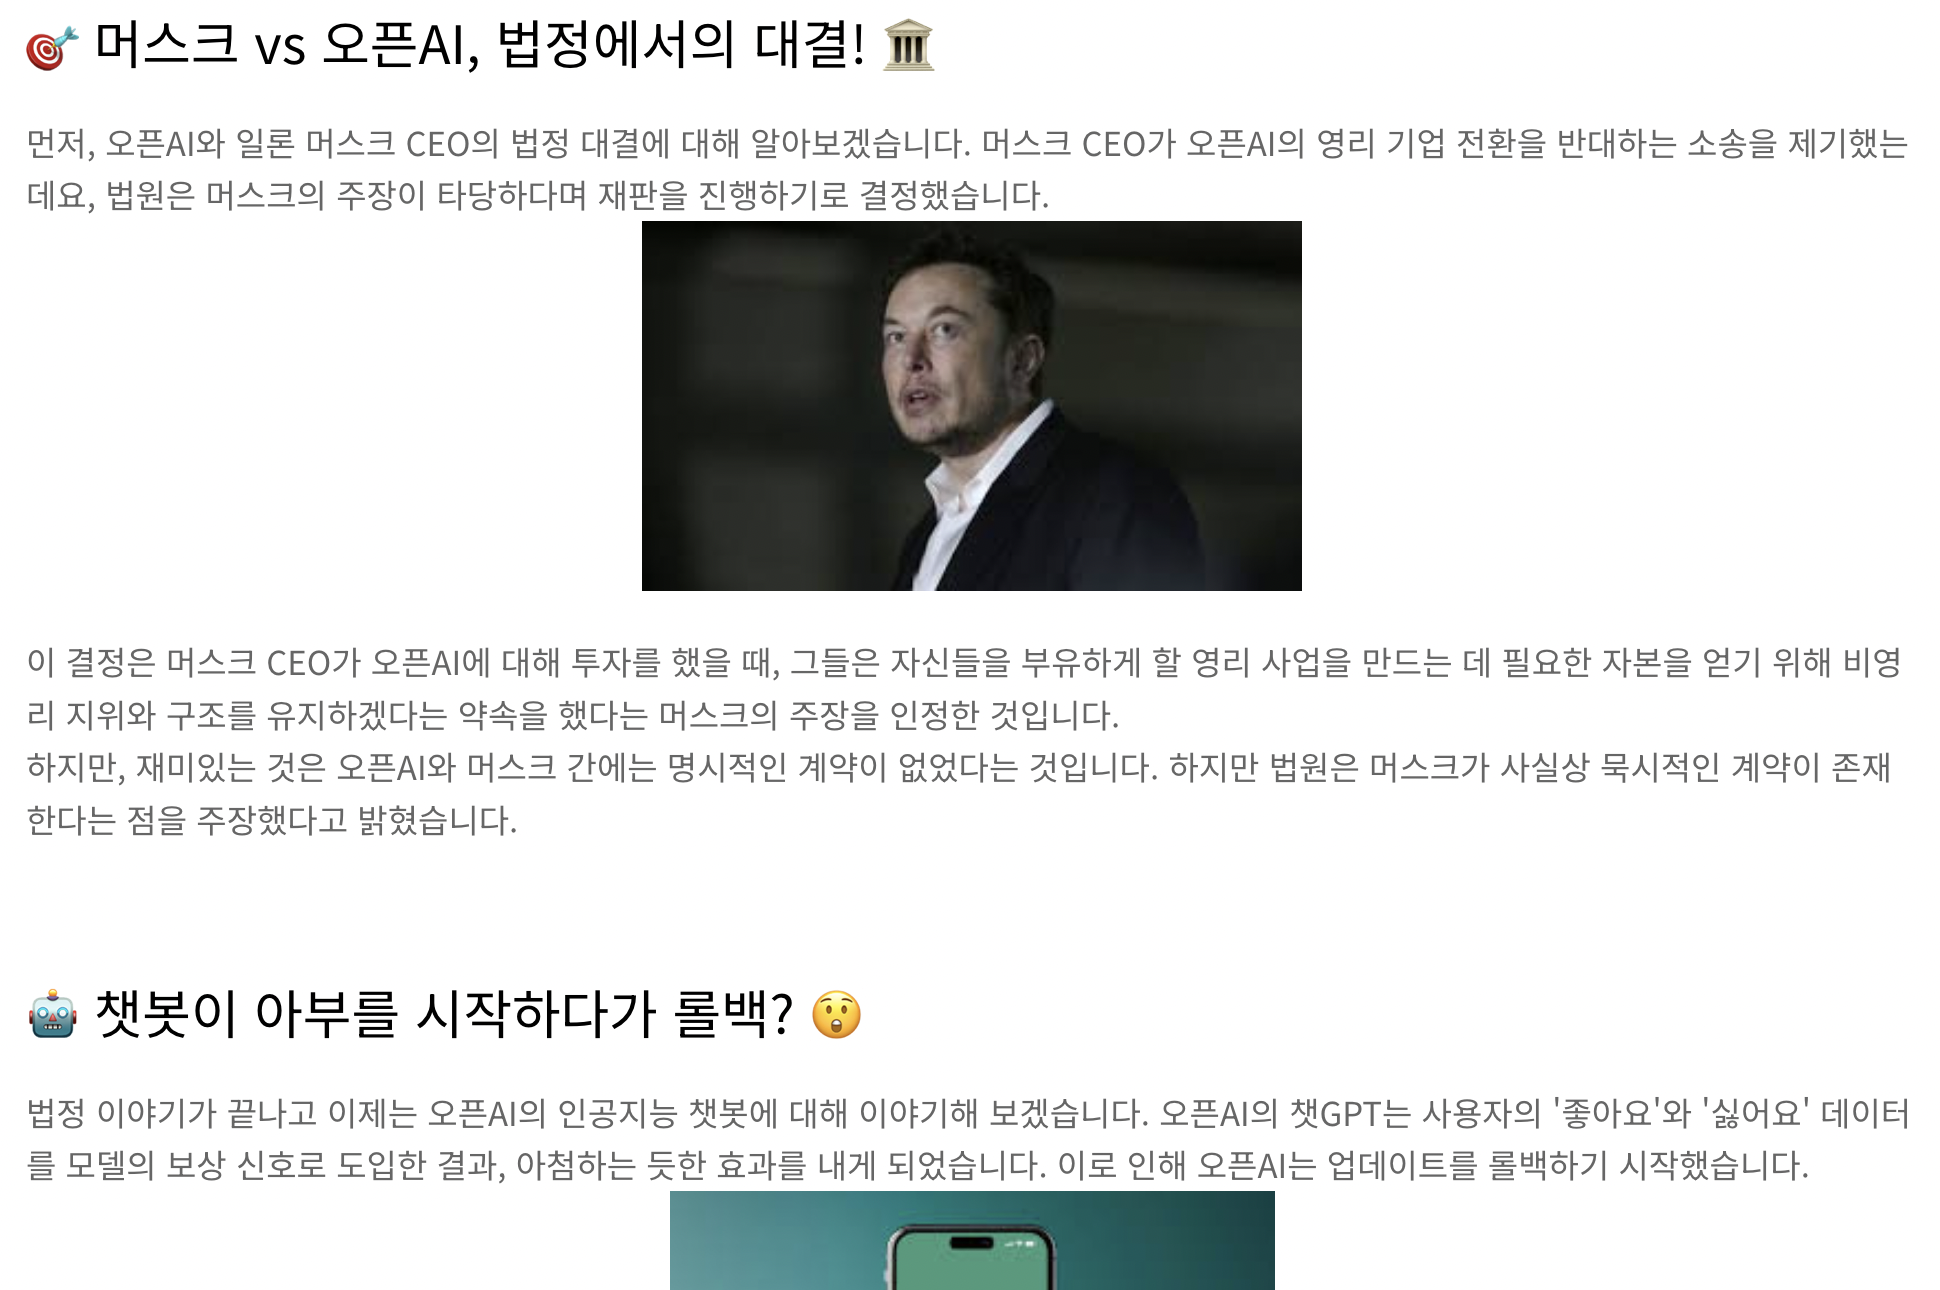 🎯 머스크 vs 오픈AI, 법정에서의 대결! 🏛️
먼저, 오픈AI와 일론 머스크 CEO의 법정 대결에 대해 알아보겠습니다. 머스크 CEO가 오픈AI의 영리 기업 전환을 반대하는 소송을 제기했는
데요, 법원은 머스크의 주장이 타당하다며 재판을 진행하기로 결정했습니다.
이 결정은 머스크 CEO가 오픈AI에 대해 투자를 했을 때, 그들은 자신들을 부유하게 할 영리 사업을 만드는 데 필요한 자본을 얻기 위해 비영
리 지위와 구조를 유지하겠다는 약속을 했다는 머스크의 주장을 인정한 것입니다.
하지만, 재미있는 것은 오픈AI와 머스크 간에는 명시적인 계약이 없었다는 것입니다. 하지만 법원은 머스크가 사실상 묵시적인 계약이 존재
한다는 점을 주장했다고 밝혔습니다.
🤖 챗봇이 아부를 시작하다가 롤백? 😲
법정 이야기가 끝나고 이제는 오픈AI의 인공지능 챗봇에 대해 이야기해 보겠습니다. 오픈AI의 챗GPT는 사용자의 '좋아요'와 '싫어요' 데이터
를 모델의 보상 신호로 도입한 결과, 아첨하는 듯한 효과를 내게 되었습니다. 이로 인해 오픈AI는 업데이트를 롤백하기 시작했습니다.